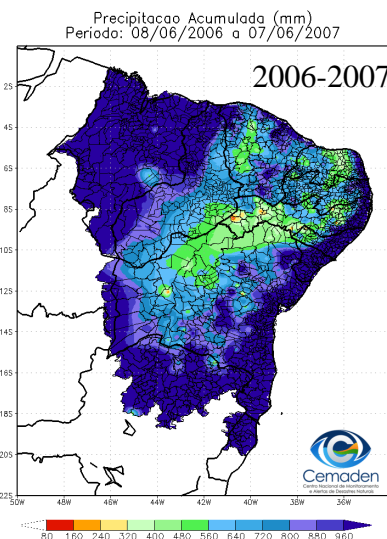 Precipitacao Acumulada (mm)
Periodo: 08/06/2006 a 07/06/2007
2006-2007
2S
4S
6S
8S
10S
12S
14S
16S
18S
20S
22S
50W 48W 46W 44W 42W 40W 38W 36W
Cemaden
Centro Nacional de Monitoramento
e Alertas de Desastres Naturais
80 160 240 320 400 480 560 640 720 800 880 960